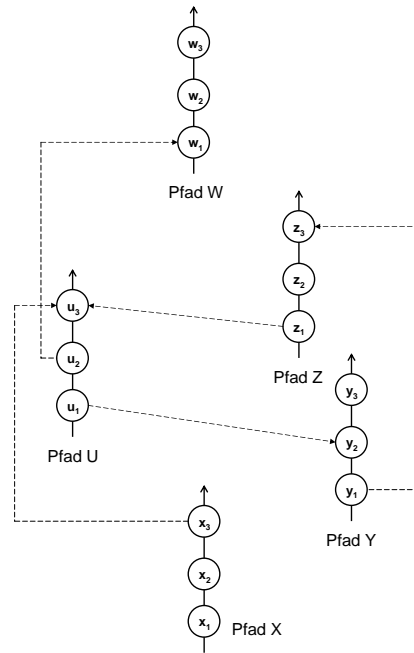 w₃
w₂
w₁
Pfad W
z₃
z₂
z₁
Pfad Z
u₃
u₂
u₁
Pfad U
y₃
y₂
y₁
Pfad Y
x₃
x₂
x₁
Pfad X